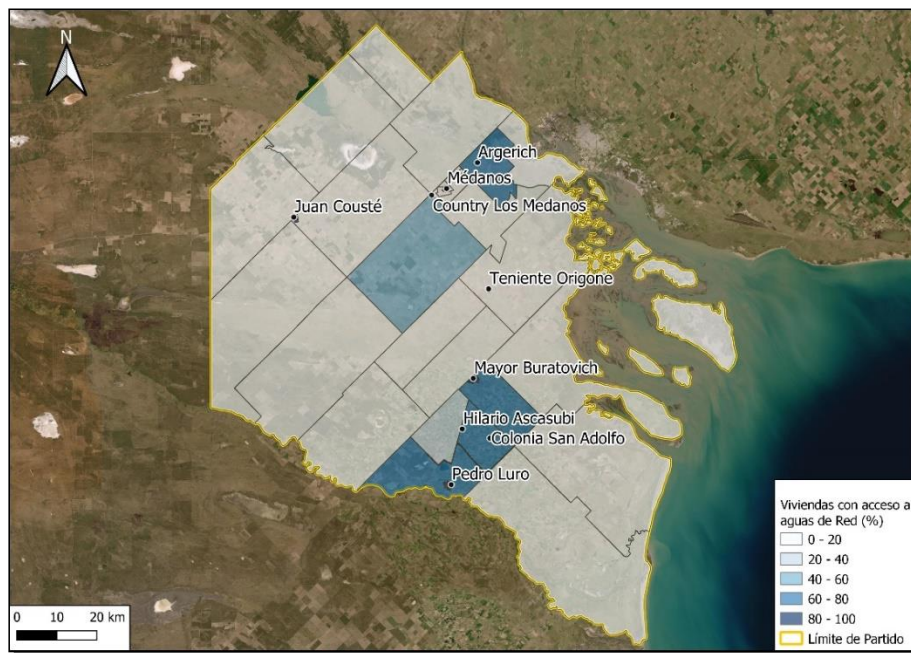 N
Argerich
Médanos
Country Los Medanos
Juan Cousté
Teniente Origone
Mayor Buratovich
Hilario Ascasubi
Colonia San Adolfo
Pedro Luro
Viviendas con acceso a
aguas de Red (%)
0 - 20
20 - 40
40 - 60
60 - 80
80 - 100
Límite de Partido
0 10 20 km